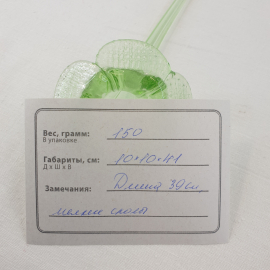 Вес, грамм: 150
В упаковке
Габариты, см: 10*10*41
Д х Ш х В
Замечания: Длина 39см,
мелкие сколы